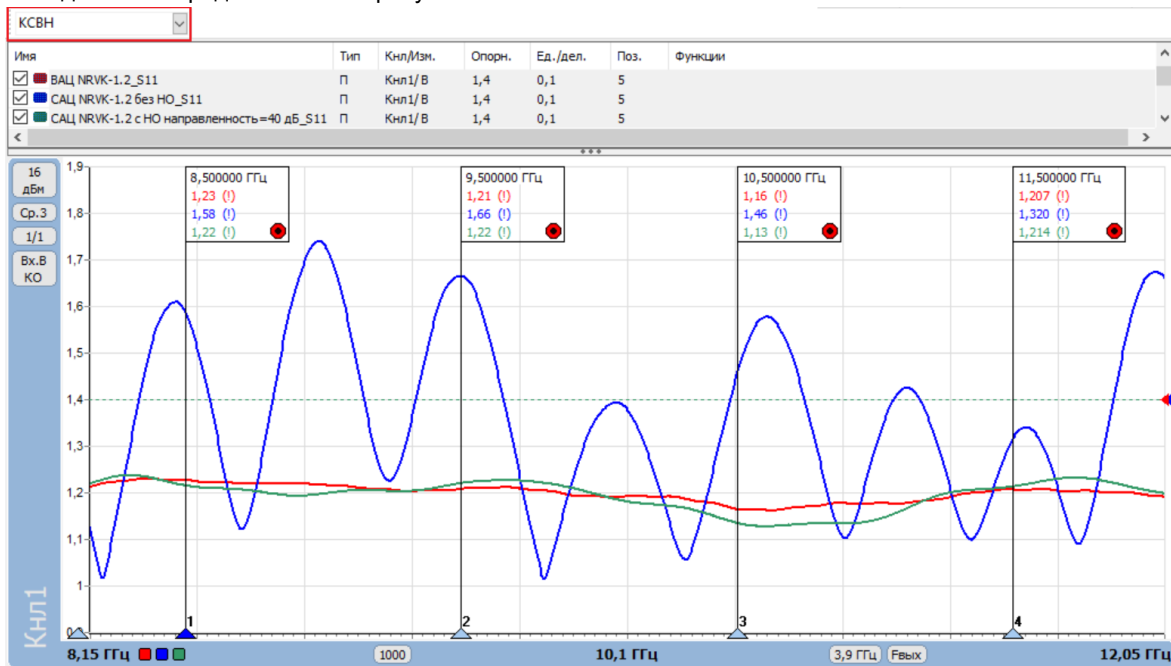 КСВН
Имя Тип Кнл/Изм. Опорн. Ед./дел. Поз. Функции
ВАЦ NRVK-1.2_S11 П Кнл1/ В 1,4 0,1 5
САЦ NRVK-1.2 без НО_S11 П Кнл1/ В 1,4 0,1 5
САЦ NRVK-1.2 с НО направленность=40 дБ_S11 П Кнл1/ В 1,4 0,1 5
16 дБм
Ср.3
1/1
Вх.В КО
Кнл1
1,9
1,8
1,7
1,6
1,5
1,4
1,3
1,2
1,1
1
8,500000 ГГц
1,23 (!)
1,58 (!)
1,22 (!)
9,500000 ГГц
1,21 (!)
1,66 (!)
1,22 (!)
10,500000 ГГц
1,16 (!)
1,46 (!)
1,13 (!)
11,500000 ГГц
1,207 (!)
1,320 (!)
1,214 (!)
1 2 3 4
8,15 ГГц 1000 10,1 ГГц 3,9 ГГц Fвых 12,05 ГГц